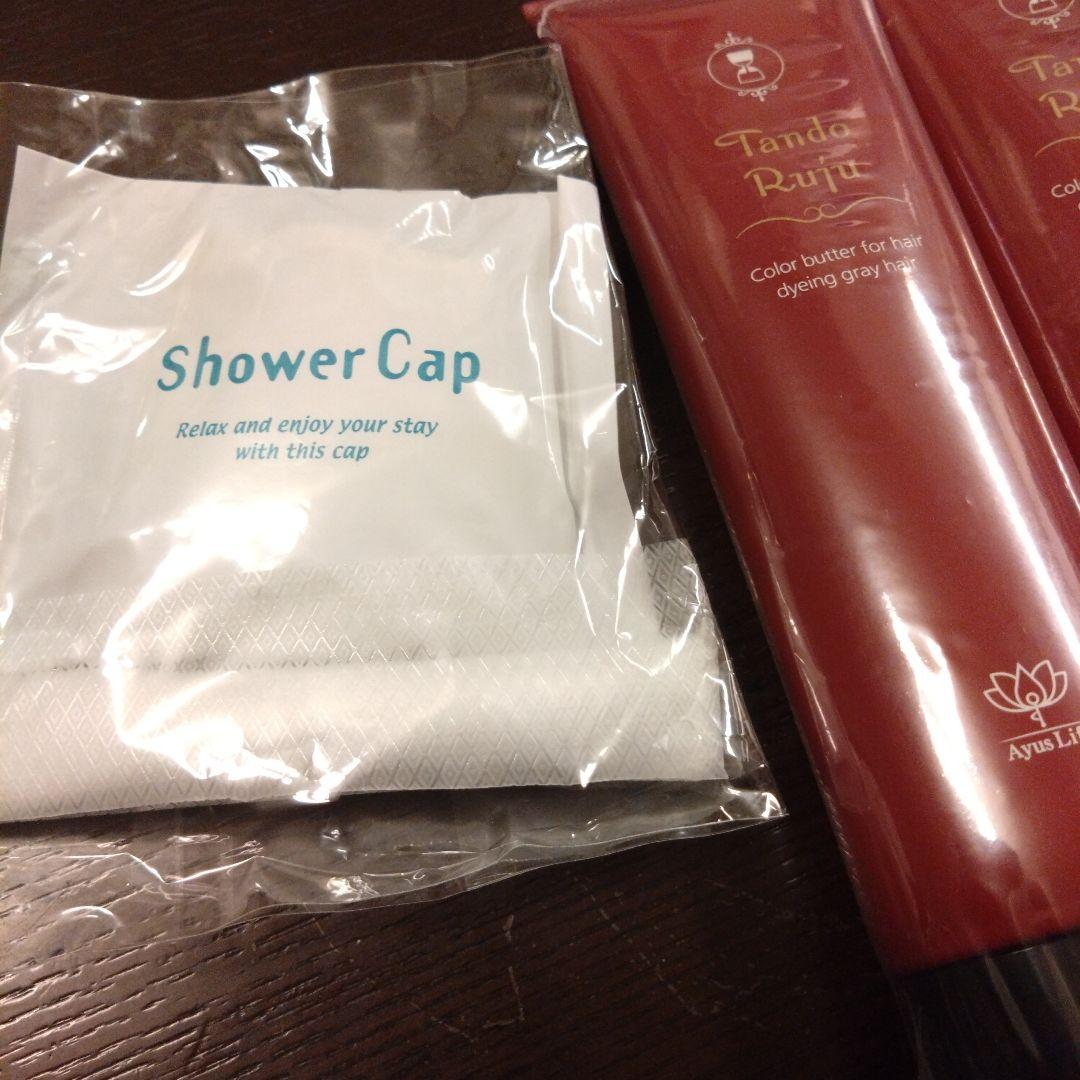 Shower Cap
Relax and enjoy your stay
with this cap
Tando
Ruju
Color butter for hair
dyeing gray hair
Ayus